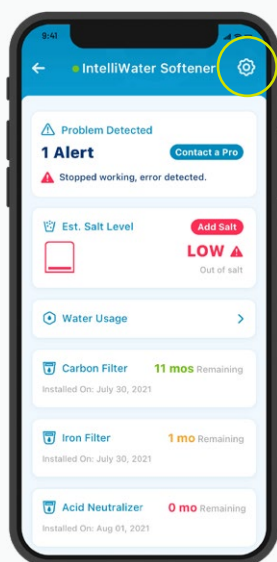 9:41
IntelliWater Softener
Problem Detected
1 Alert
Contact a Pro
Stopped working, error detected.
Est. Salt Level
Add Salt
LOW
Out of salt
Water Usage
Carbon Filter
11 mos Remaining
Installed On: July 30, 2021
Iron Filter
1 mo Remaining
Installed On: July 30, 2021
Acid Neutralizer
0 mo Remaining
Installed On: Aug 01, 2021